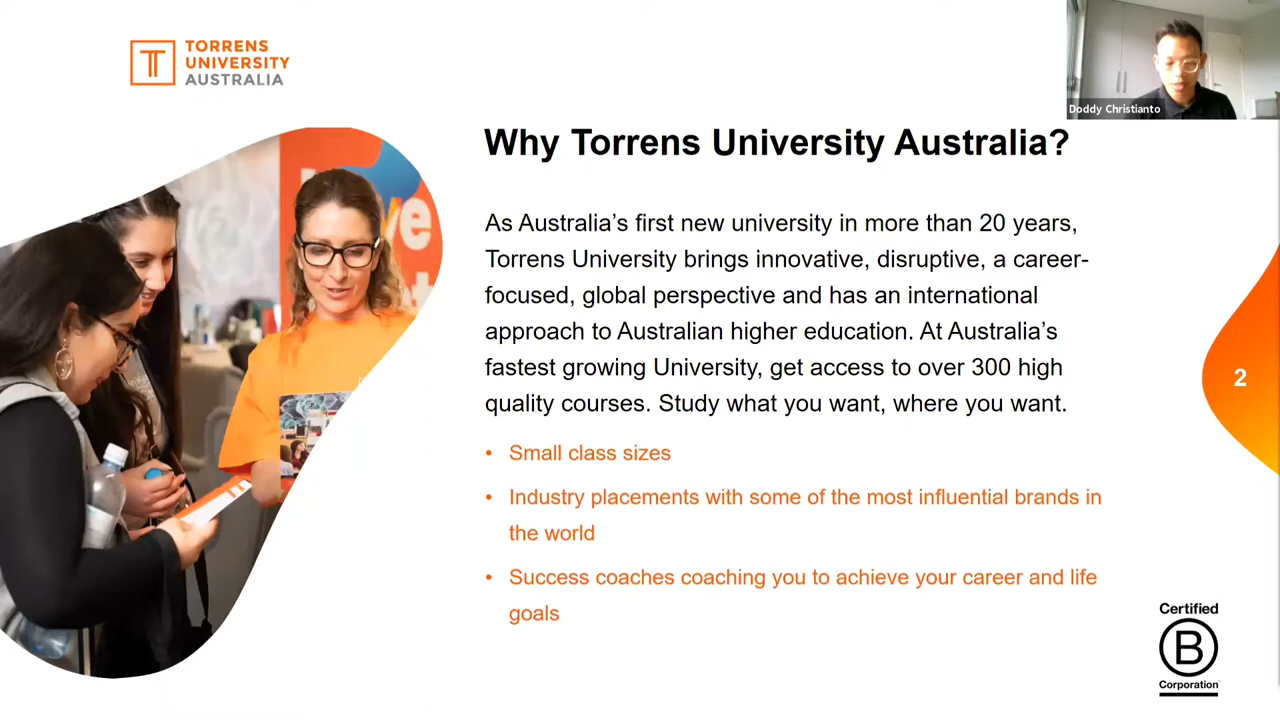 TORRENS
UNIVERSITY
AUSTRALIA
Doddy Christianto
Why Torrens University Australia?
As Australia’s first new university in more than 20 years,
Torrens University brings innovative, disruptive, a career-
focused, global perspective and has an international
approach to Australian higher education. At Australia’s
fastest growing University, get access to over 300 high
quality courses. Study what you want, where you want.
• Small class sizes
• Industry placements with some of the most influential brands in
the world
• Success coaches coaching you to achieve your career and life
goals
2
Certified
B
Corporation